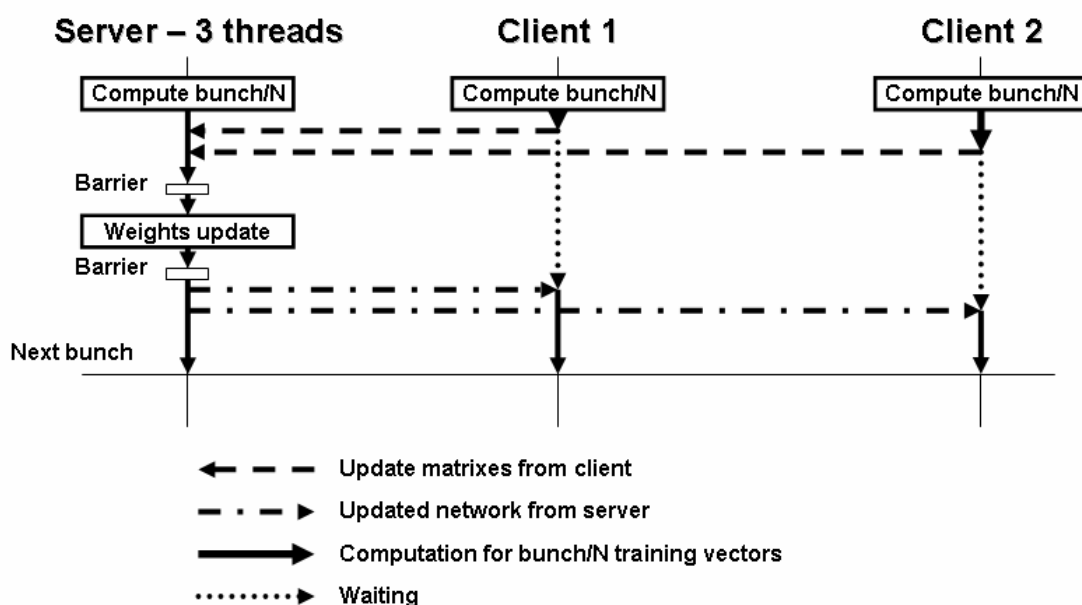 Server – 3 threads
Client 1
Client 2
Compute bunch/N
Compute bunch/N
Compute bunch/N
Barrier
Weights update
Barrier
Next bunch
Update matrixes from client
Updated network from server
Computation for bunch/N training vectors
Waiting